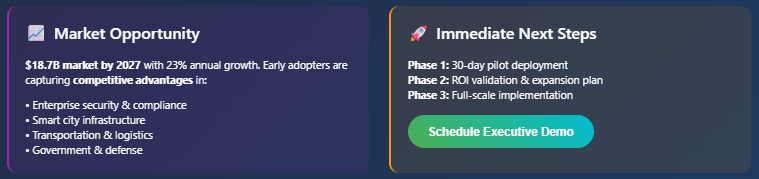 Market Opportunity
$18.7B market by 2027 with 23% annual growth. Early adopters are
capturing competitive advantages in:
• Enterprise security & compliance
• Smart city infrastructure
• Transportation & logistics
• Government & defense
Immediate Next Steps
Phase 1: 30-day pilot deployment
Phase 2: ROI validation & expansion plan
Phase 3: Full-scale implementation
Schedule Executive Demo